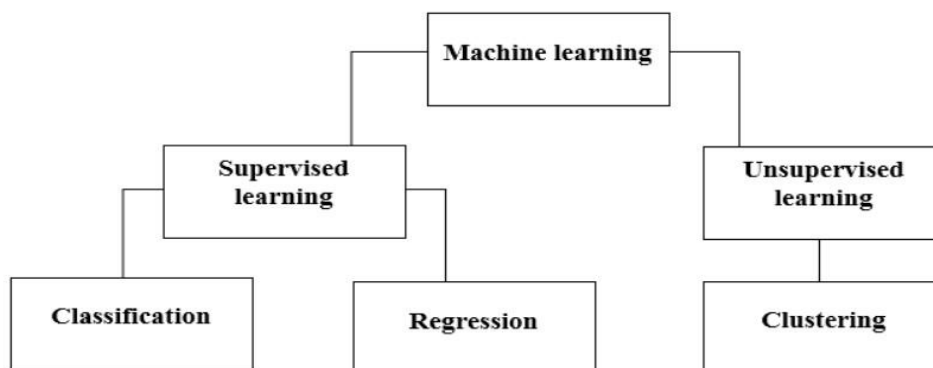 Machine learning
Supervised
learning
Unsupervised
learning
Classification
Regression
Clustering